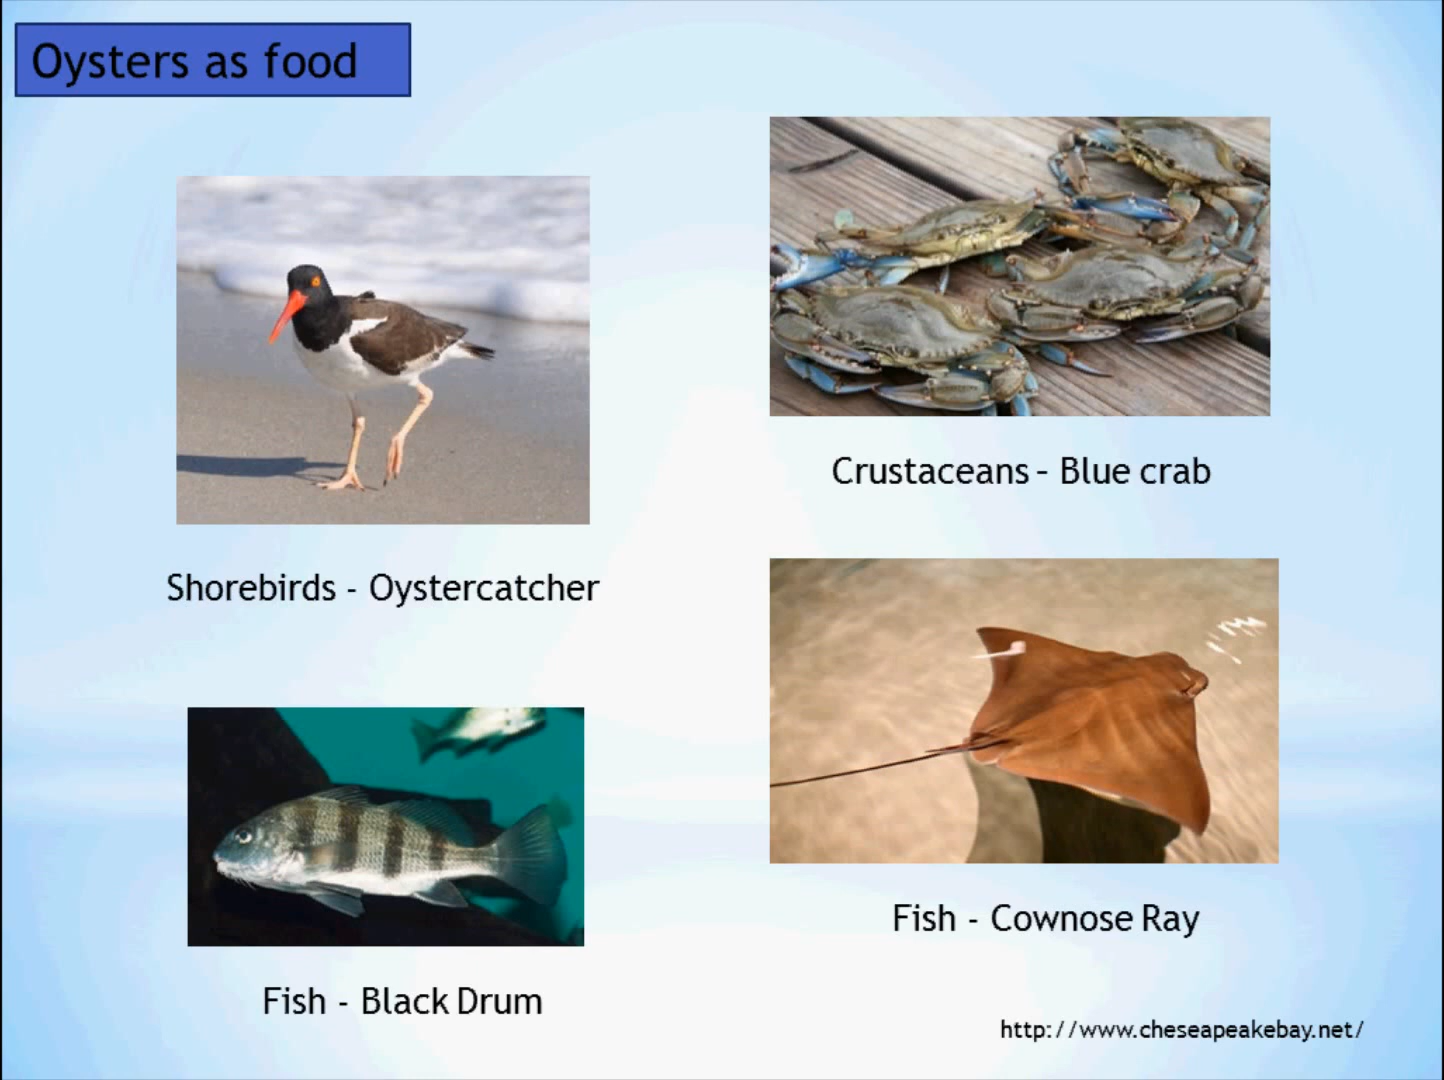 Oysters as food
Shorebirds - Oystercatcher
Crustaceans – Blue crab
Fish - Black Drum
Fish - Cownose Ray
http://www.cheseapeakebay.net/